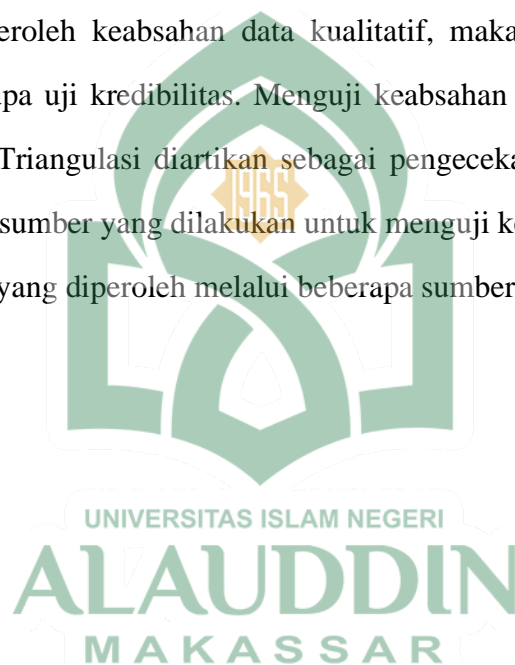 eroleh keabsahan data kualitatif, maka
pa uji kredibilitas. Menguji keabsahan
Triangulasi diartikan sebagai pengeceka
1965
sumber yang dilakukan untuk menguji k
yang diperoleh melalui beberapa sumber
UNIVERSITAS ISLAM NEGERI
ALAUDDIN
MAKASSAR